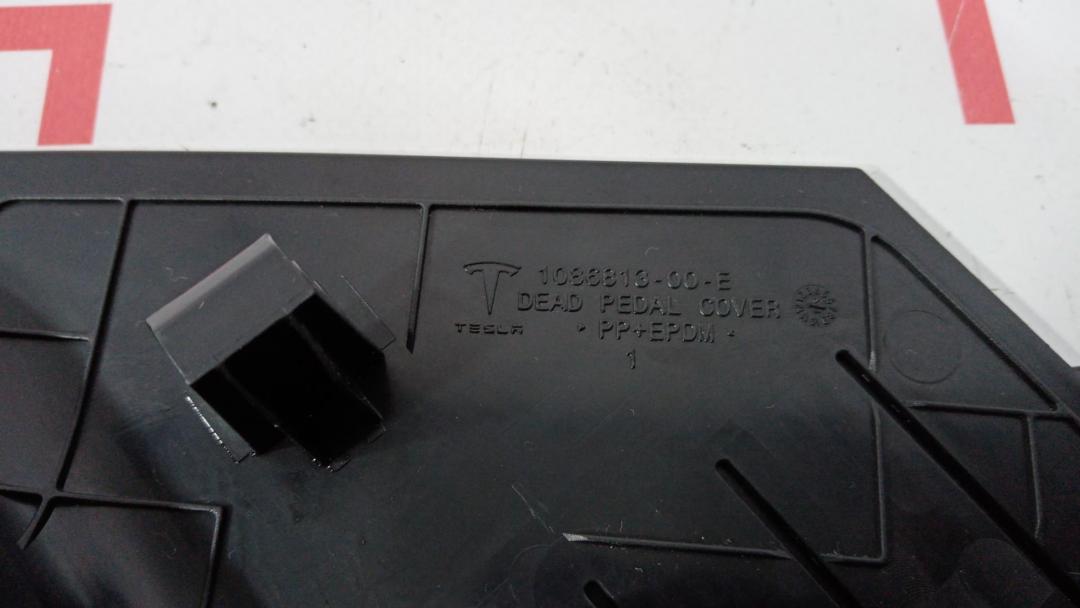 1086813-00-E
DEAD PEDAL COVER
TESLA
PP+EPDM
1